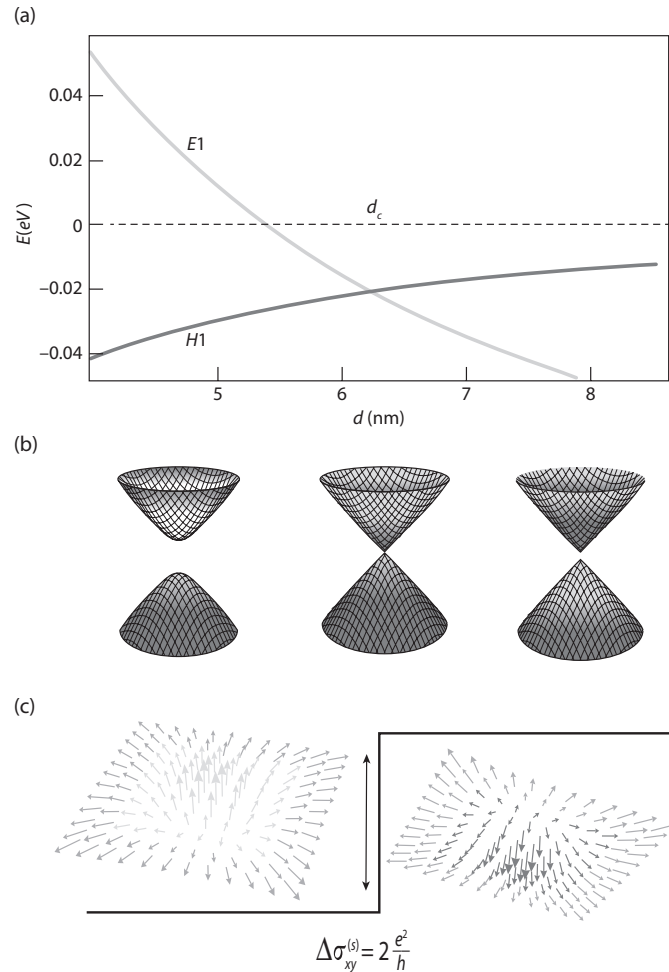 (a)
0.04
0.02
0
−0.02
−0.04
E(eV)
E1
d_c
H1
5
6
7
8
d (nm)
(b)
(c)
Δσ_xy^(s) = 2 e²/h